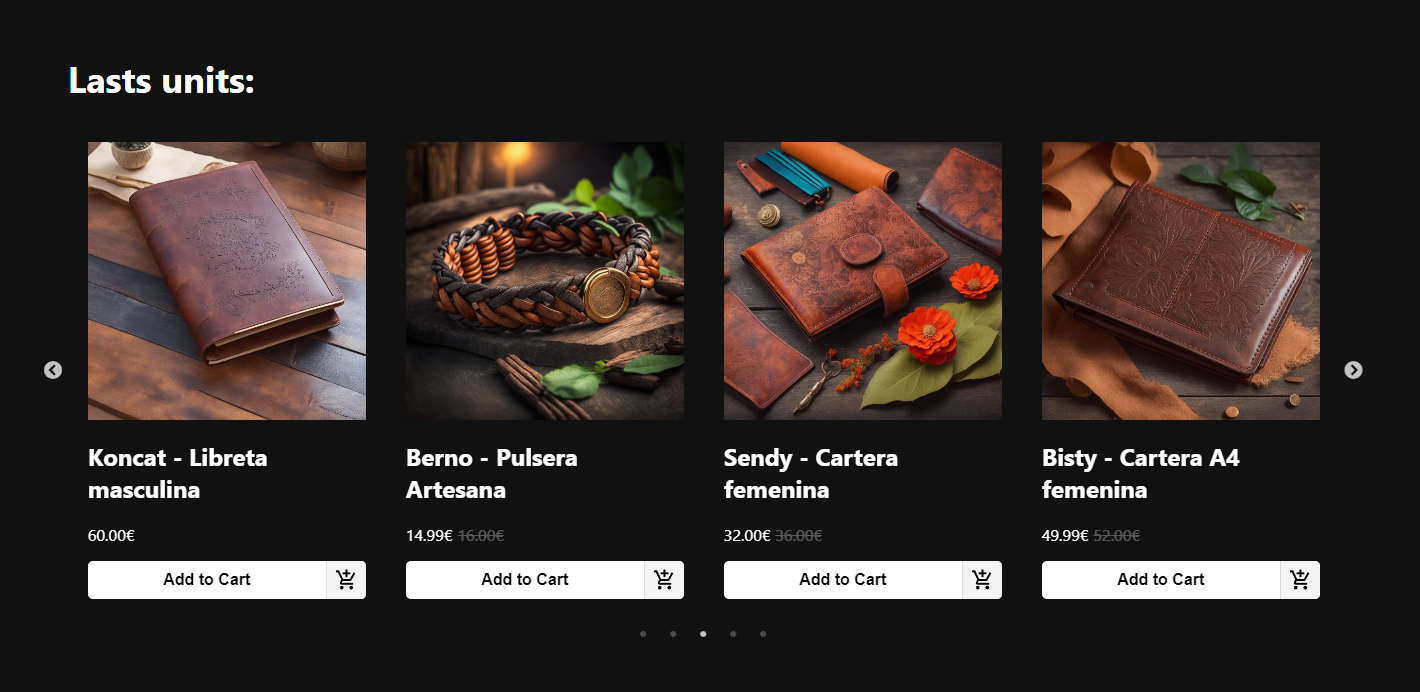 Lasts units:
Koncat - Libreta
masculina
60.00€
Add to Cart
Berno - Pulsera
Artesana
14.99€ 16.00€
Add to Cart
Sendy - Cartera
femenina
32.00€ 36.00€
Add to Cart
Bisty - Cartera A4
femenina
49.99€ 52.00€
Add to Cart